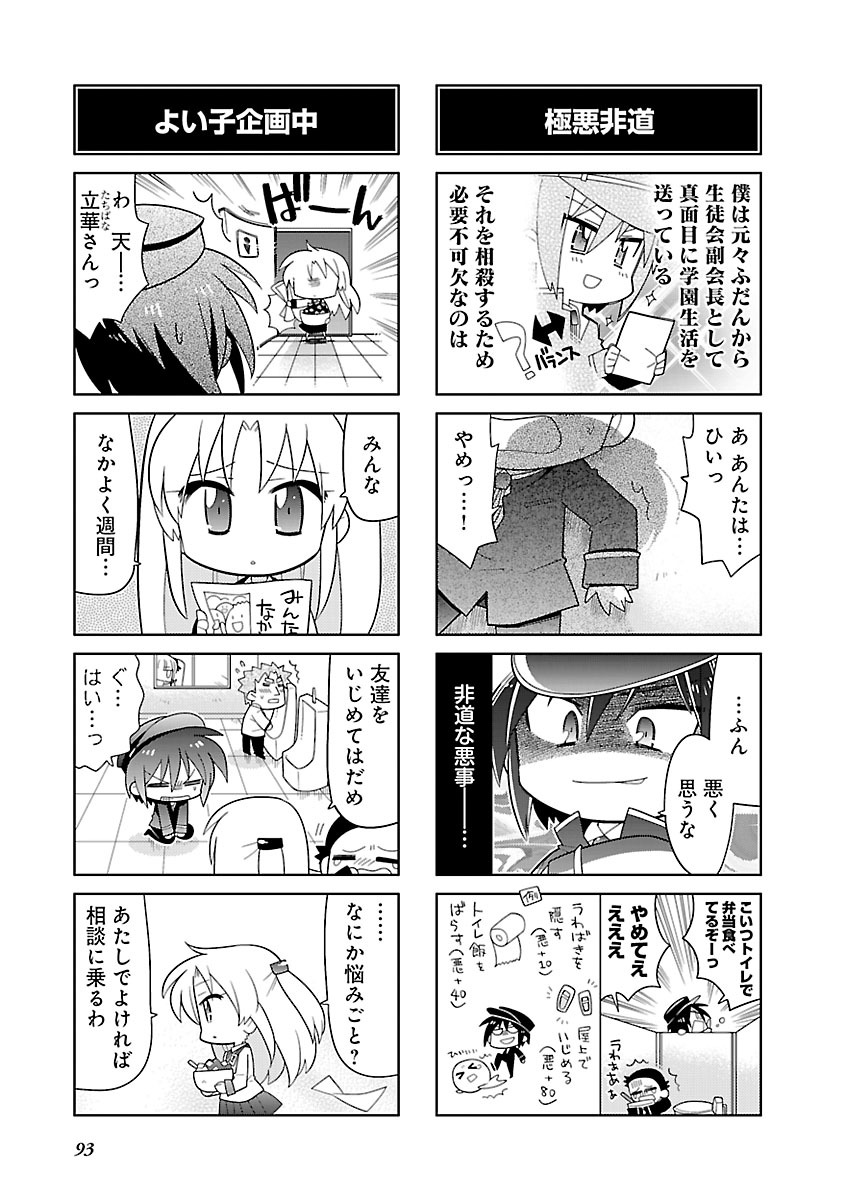 極悪非道
僕は元々ふだんから
生徒会副会長として
真面目に学園生活を
送っている
それを相殺するため
必要不可欠なのは
バランス
?
あ あんたは…
ひいっ
やめっ…!
…ふん
悪く
思うな
非道な悪事――…
こいつトイレで
弁当食べ
てるぞーっ
やめてえ
えええ
うわああぁ
例
うわばきを
隠す
(悪+10)
トイレ飯を
ばらす(悪+40)
屋上で
いじめる
(悪+80)
ひいぃぃ
よい子企画中
ばーん
わ 天―…
立華さんっ
たちばな
みんな
なかよく週間…
みんな
なか
友達を
いじめてはだめ
ぐ…
はい…っ
……
なにか悩みごと?
あたしでよければ
相談に乗るわ
93